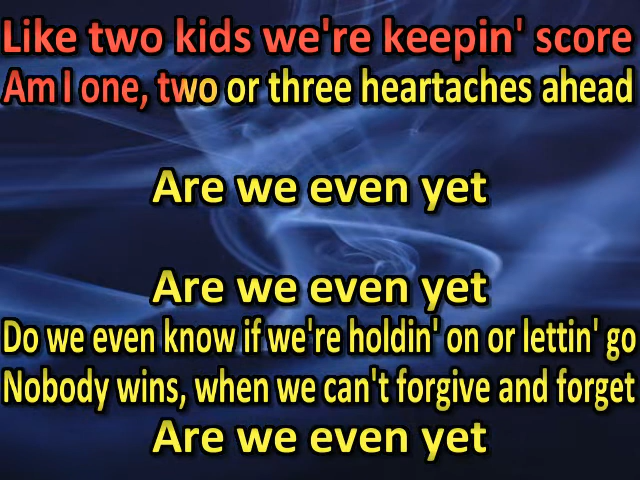 Like two kids we're keepin' score
Am I one, two or three heartaches ahead
Are we even yet
Are we even yet
Do we even know if we're holdin' on or lettin' go
Nobody wins, when we can't forgive and forget
Are we even yet